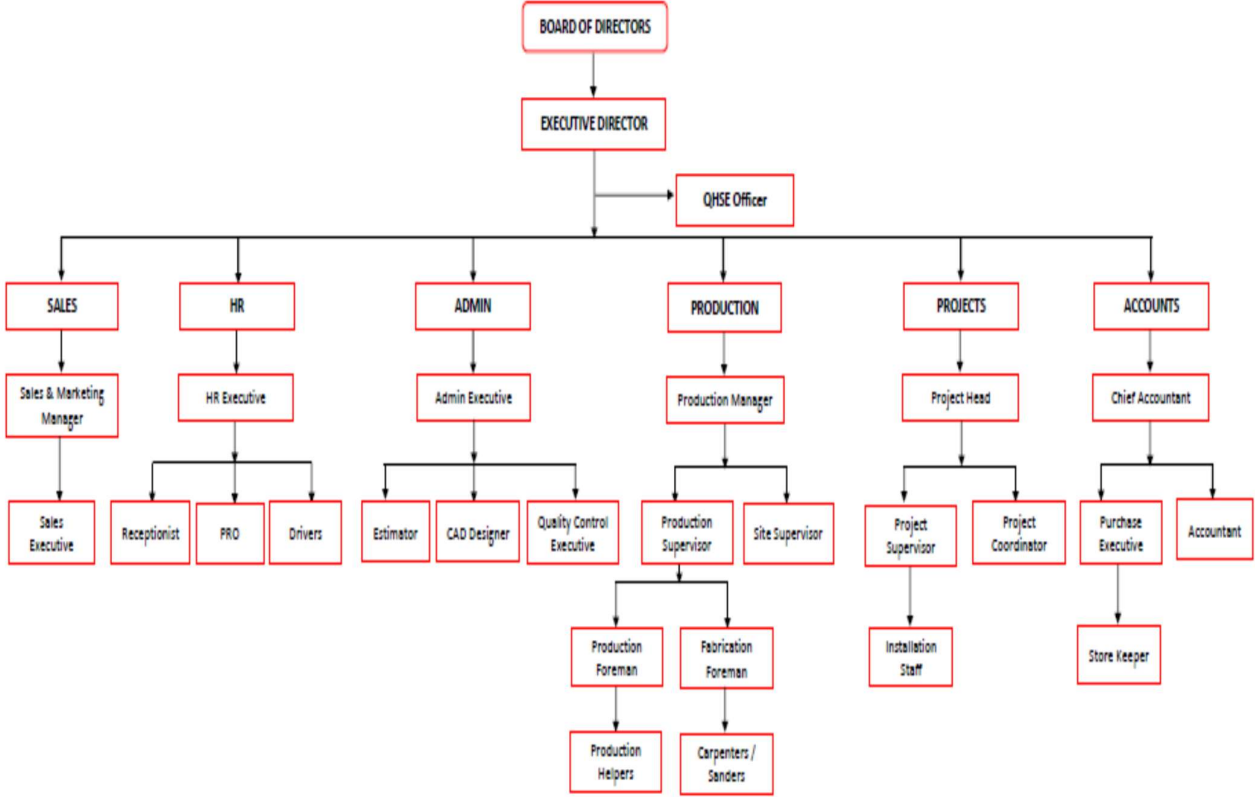 BOARD OF DIRECTORS
EXECUTIVE DIRECTOR
QHSE Officer
SALES
HR
ADMIN
PRODUCTION
PROJECTS
ACCOUNTS
Sales & Marketing
Manager
HR Executive
Admin Executive
Production Manager
Project Head
Chief Accountant
Sales
Executive
Receptionist
PRO
Drivers
Estimator
CAD Designer
Quality Control
Executive
Production
Supervisor
Site Supervisor
Project
Supervisor
Project
Coordinator
Purchase
Executive
Accountant
Production
Foreman
Fabrication
Foreman
Installation
Staff
Store Keeper
Production
Helpers
Carpenters /
Sanders